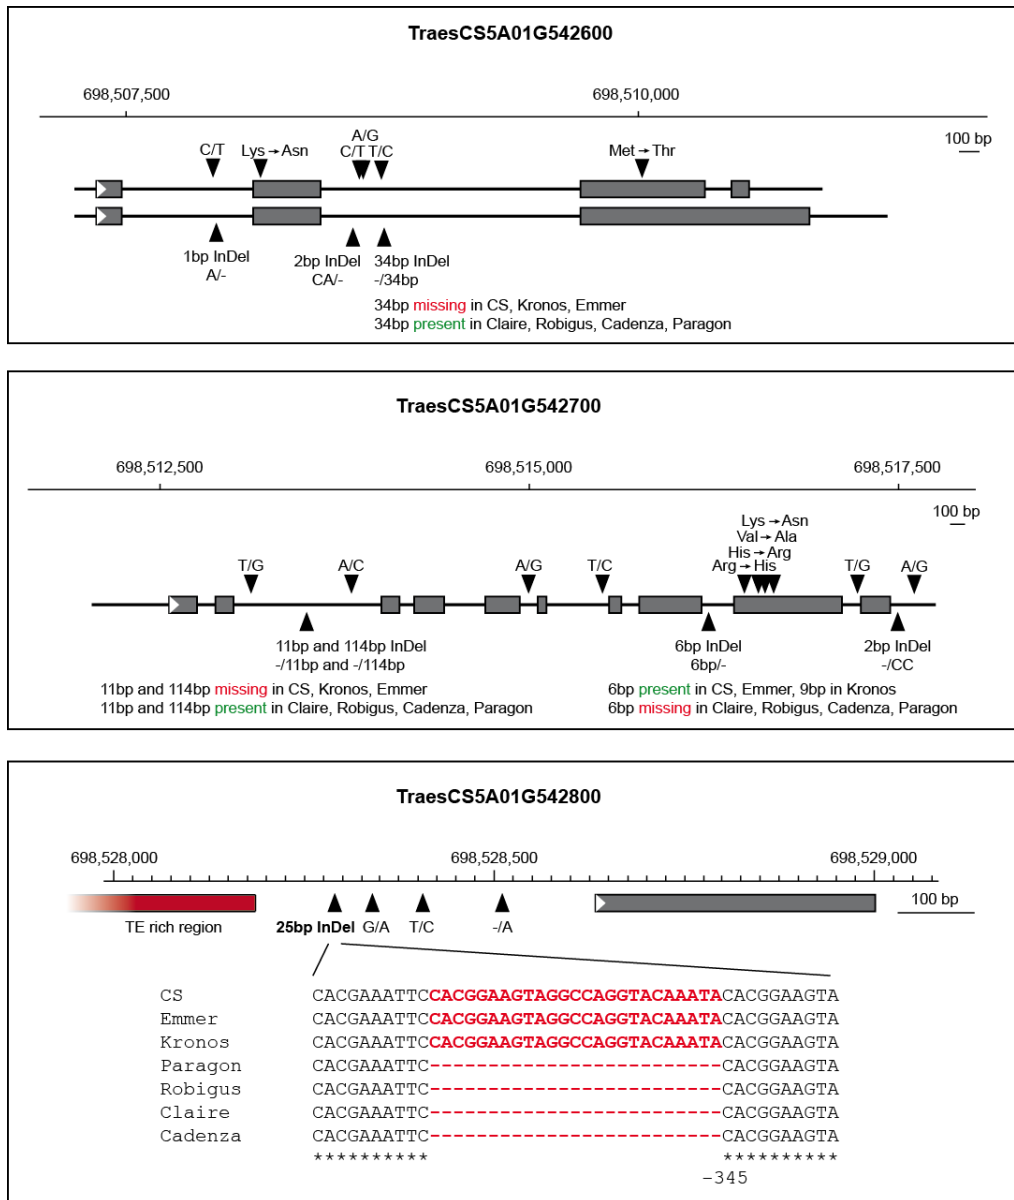 TraesCS5A01G542600
698,507,500 698,510,000
100 bp
A/G
C/T Lys→Asn C/T T/C Met→Thr
1bp InDel 2bp InDel 34bp InDel
A/- CA/- -/34bp
34bp missing in CS, Kronos, Emmer
34bp present in Claire, Robigus, Cadenza, Paragon
TraesCS5A01G542700
698,512,500 698,515,000 698,517,500
100 bp
Lys→Asn
Val→Ala
His→Arg
T/G A/C A/G T/C Arg→His T/G A/G
11bp and 114bp InDel 6bp InDel 2bp InDel
-/11bp and -/114bp 6bp/- -/CC
11bp and 114bp missing in CS, Kronos, Emmer 6bp present in CS, Emmer, 9bp in Kronos
11bp and 114bp present in Claire, Robigus, Cadenza, Paragon 6bp missing in Claire, Robigus, Cadenza, Paragon
TraesCS5A01G542800
698,528,000 698,528,500 698,529,000
TE rich region 25bp InDel G/A T/C -/A 100 bp
CS CACGAAATTCCACGGAAGTAGGCCAGGTACAAATACACGGAAGTA
Emmer CACGAAATTCCACGGAAGTAGGCCAGGTACAAATACACGGAAGTA
Kronos CACGAAATTCCACGGAAGTAGGCCAGGTACAAATACACGGAAGTA
Paragon CACGAAATTC-------------------------CACGGAAGTA
Robigus CACGAAATTC-------------------------CACGGAAGTA
Claire CACGAAATTC-------------------------CACGGAAGTA
Cadenza CACGAAATTC-------------------------CACGGAAGTA
********** **********
-345